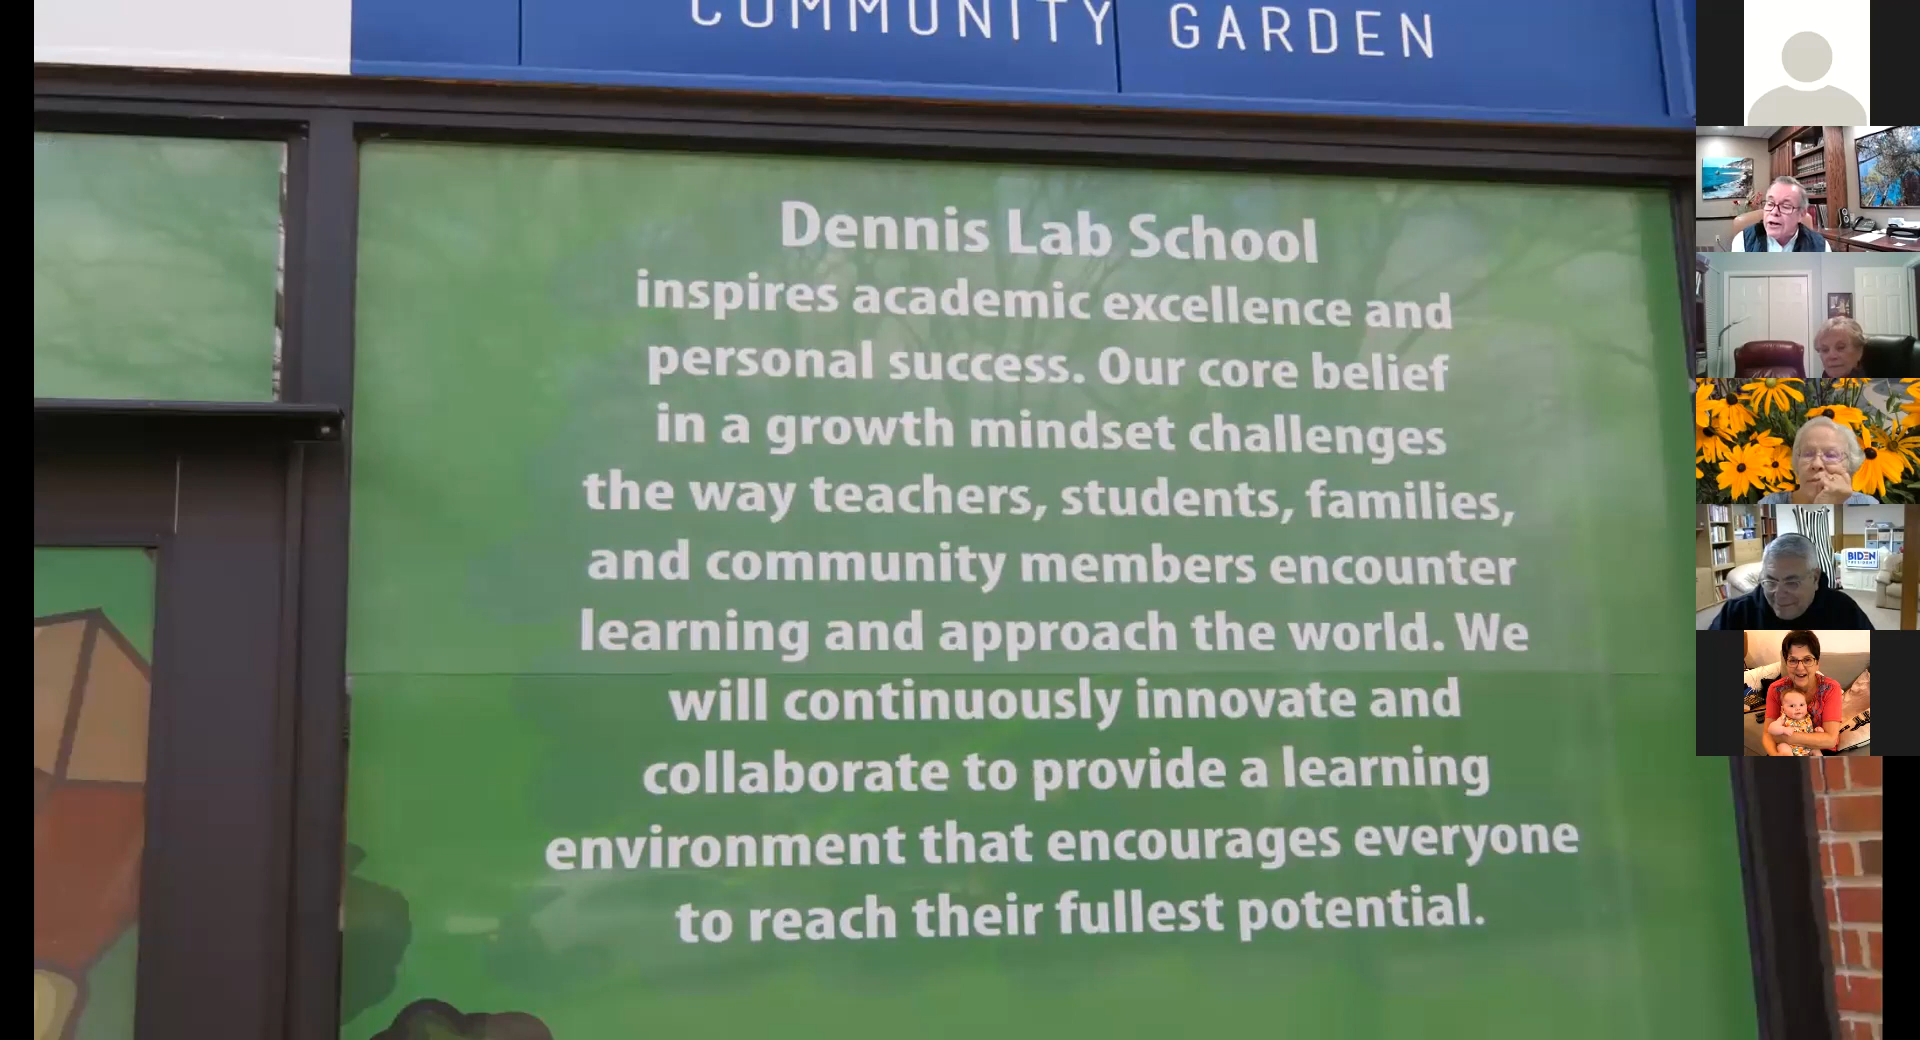 COMMUNITY GARDEN
Dennis Lab School
inspires academic excellence and
personal success. Our core belief
in a growth mindset challenges
the way teachers, students, families,
and community members encounter
learning and approach the world. We
will continuously innovate and
collaborate to provide a learning
environment that encourages everyone
to reach their fullest potential.
BIDEN
PRESIDENT